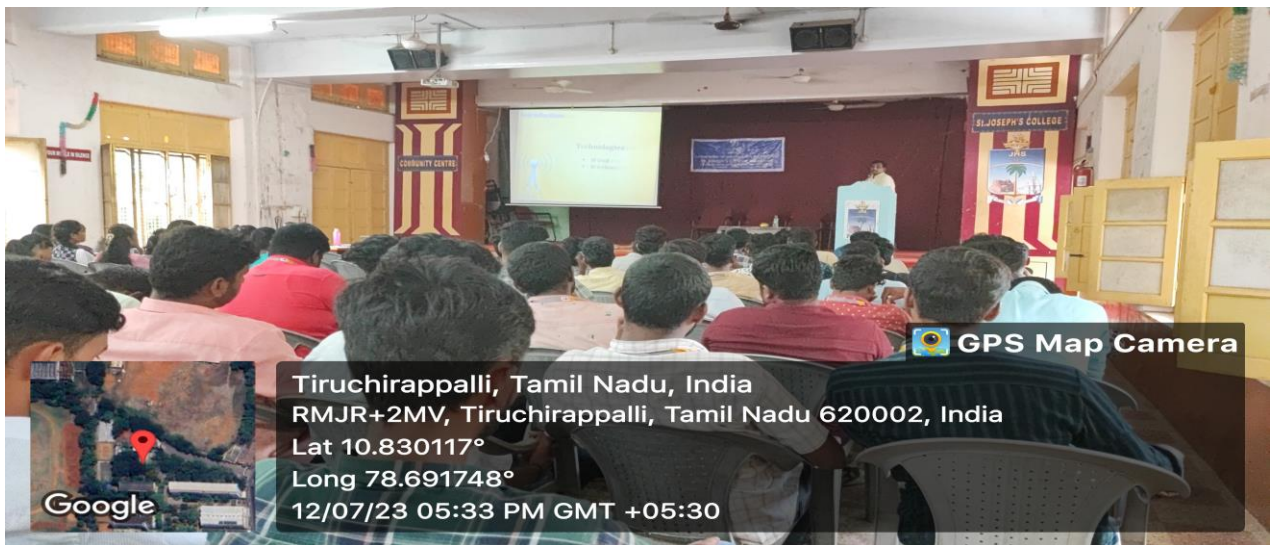 COMMUNITY CENTRE
St.JOSEPH'S COLLEGE
JRS
GPS Map Camera
Tiruchirappalli, Tamil Nadu, India
RMJR+2MV, Tiruchirappalli, Tamil Nadu 620002, India
Lat 10.830117°
Long 78.691748°
12/07/23 05:33 PM GMT +05:30
Google